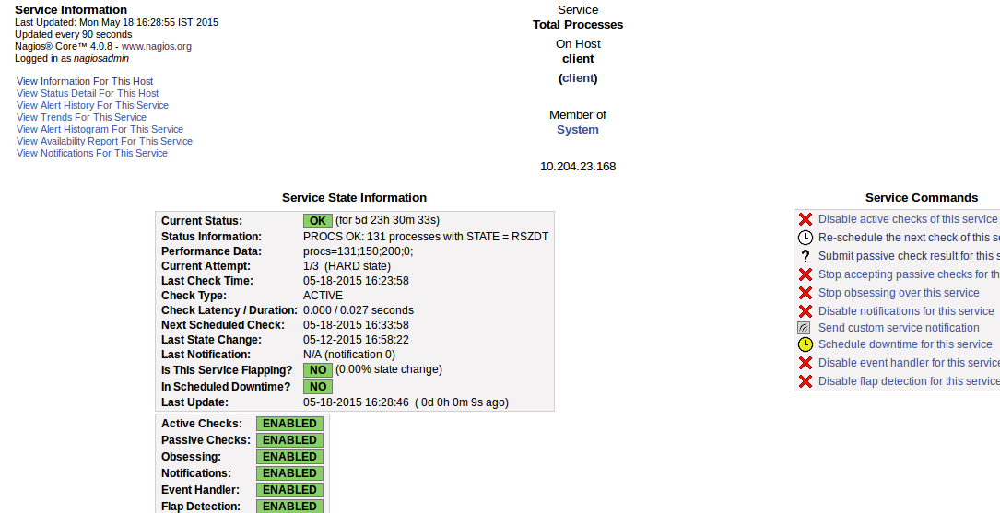 Service Information
Last Updated: Mon May 18 16:28:55 IST 2015
Updated every 90 seconds
Nagios® Core™ 4.0.8 - www.nagios.org
Logged in as nagiosadmin
View Information For This Host
View Status Detail For This Host
View Alert History For This Service
View Trends For This Service
View Alert Histogram For This Service
View Availability Report For This Service
View Notifications For This Service
Service
Total Processes
On Host
client
(client)
Member of
System
10.204.23.168
Service State Information
Current Status: OK (for 5d 23h 30m 33s)
Status Information: PROCS OK: 131 processes with STATE = RSZDT
Performance Data: procs=131;150;200;0;
Current Attempt: 1/3 (HARD state)
Last Check Time: 05-18-2015 16:23:58
Check Type: ACTIVE
Check Latency / Duration: 0.000 / 0.027 seconds
Next Scheduled Check: 05-18-2015 16:33:58
Last State Change: 05-12-2015 16:58:22
Last Notification: N/A (notification 0)
Is This Service Flapping? NO (0.00% state change)
In Scheduled Downtime? NO
Last Update: 05-18-2015 16:28:46 ( 0d 0h 0m 9s ago)
Active Checks: ENABLED
Passive Checks: ENABLED
Obsessing: ENABLED
Notifications: ENABLED
Event Handler: ENABLED
Flap Detection: ENABLED
Service Commands
Disable active checks of this service
Re-schedule the next check of this se
Submit passive check result for this s
Stop accepting passive checks for th
Stop obsessing over this service
Disable notifications for this service
Send custom service notification
Schedule downtime for this service
Disable event handler for this service
Disable flap detection for this service